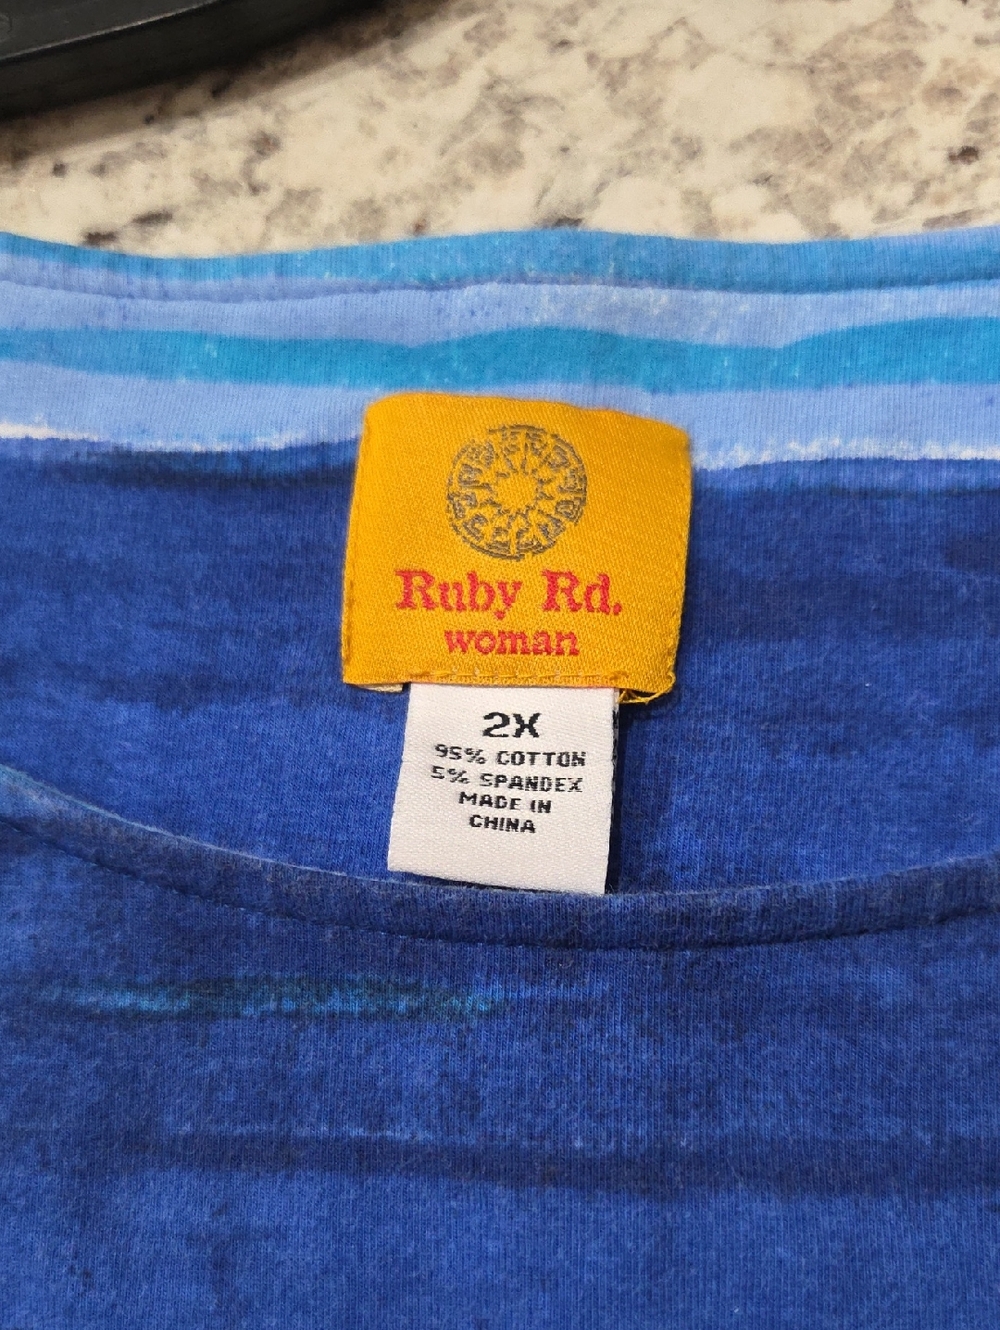 Ruby Rd.
woman
2X
95% COTTON
5% SPANDEX
MADE IN
CHINA